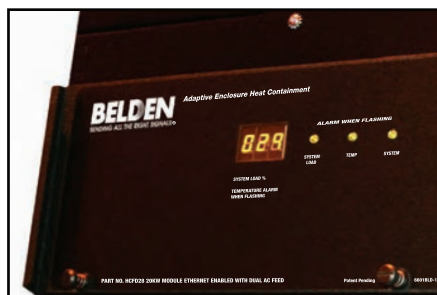 BELDEN
SENDING ALL THE RIGHT SIGNALS
Adaptive Enclosure Heat Containment
ALARM WHEN FLASHING
024
SYSTEM LOAD
TEMP
SYSTEM
SYSTEM LOAD %
TEMPERATURE ALARM
WHEN FLASHING
PART NO. HCFD28 20KW MODULE ETHERNET ENABLED WITH DUAL AC FEED
Patent Pending